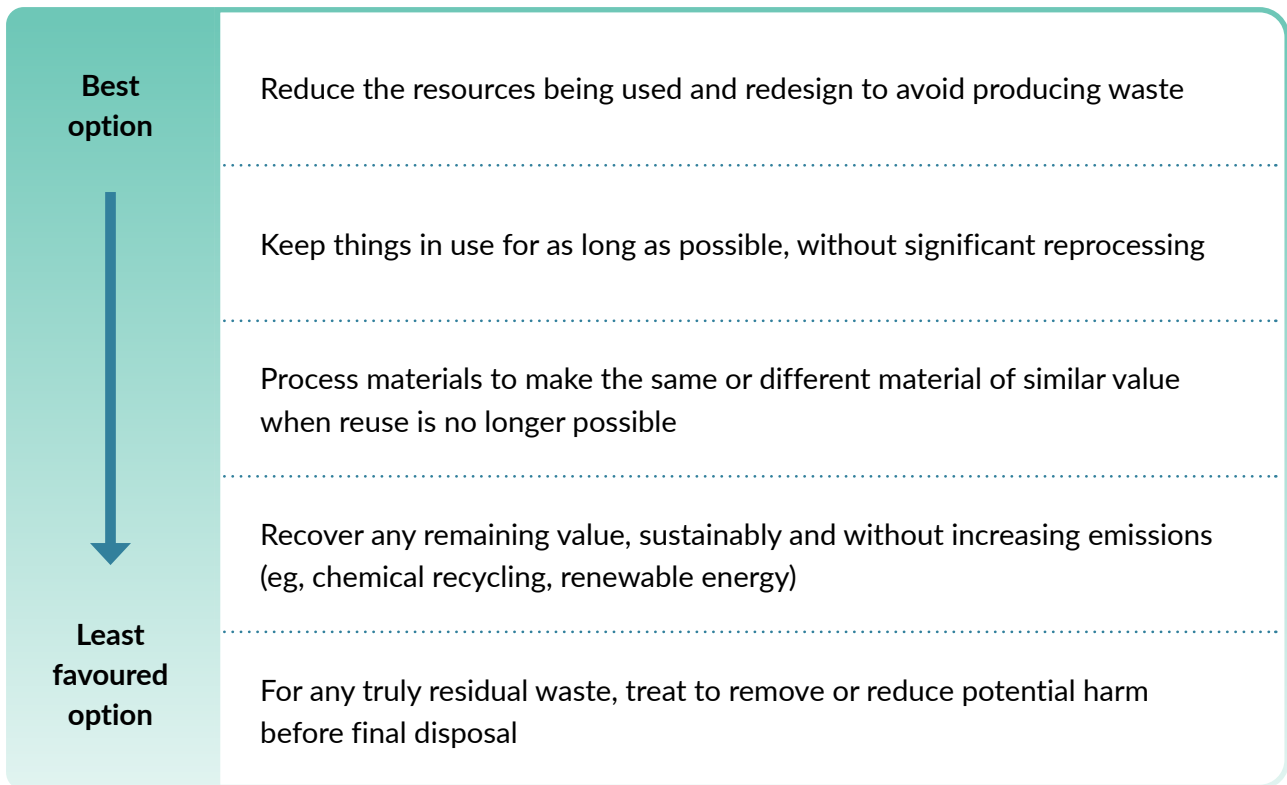 Best
option
Reduce the resources being used and redesign to avoid producing waste
Keep things in use for as long as possible, without significant reprocessing
Process materials to make the same or different material of similar value
when reuse is no longer possible
Recover any remaining value, sustainably and without increasing emissions
(eg, chemical recycling, renewable energy)
Least
favoured
option
For any truly residual waste, treat to remove or reduce potential harm
before final disposal